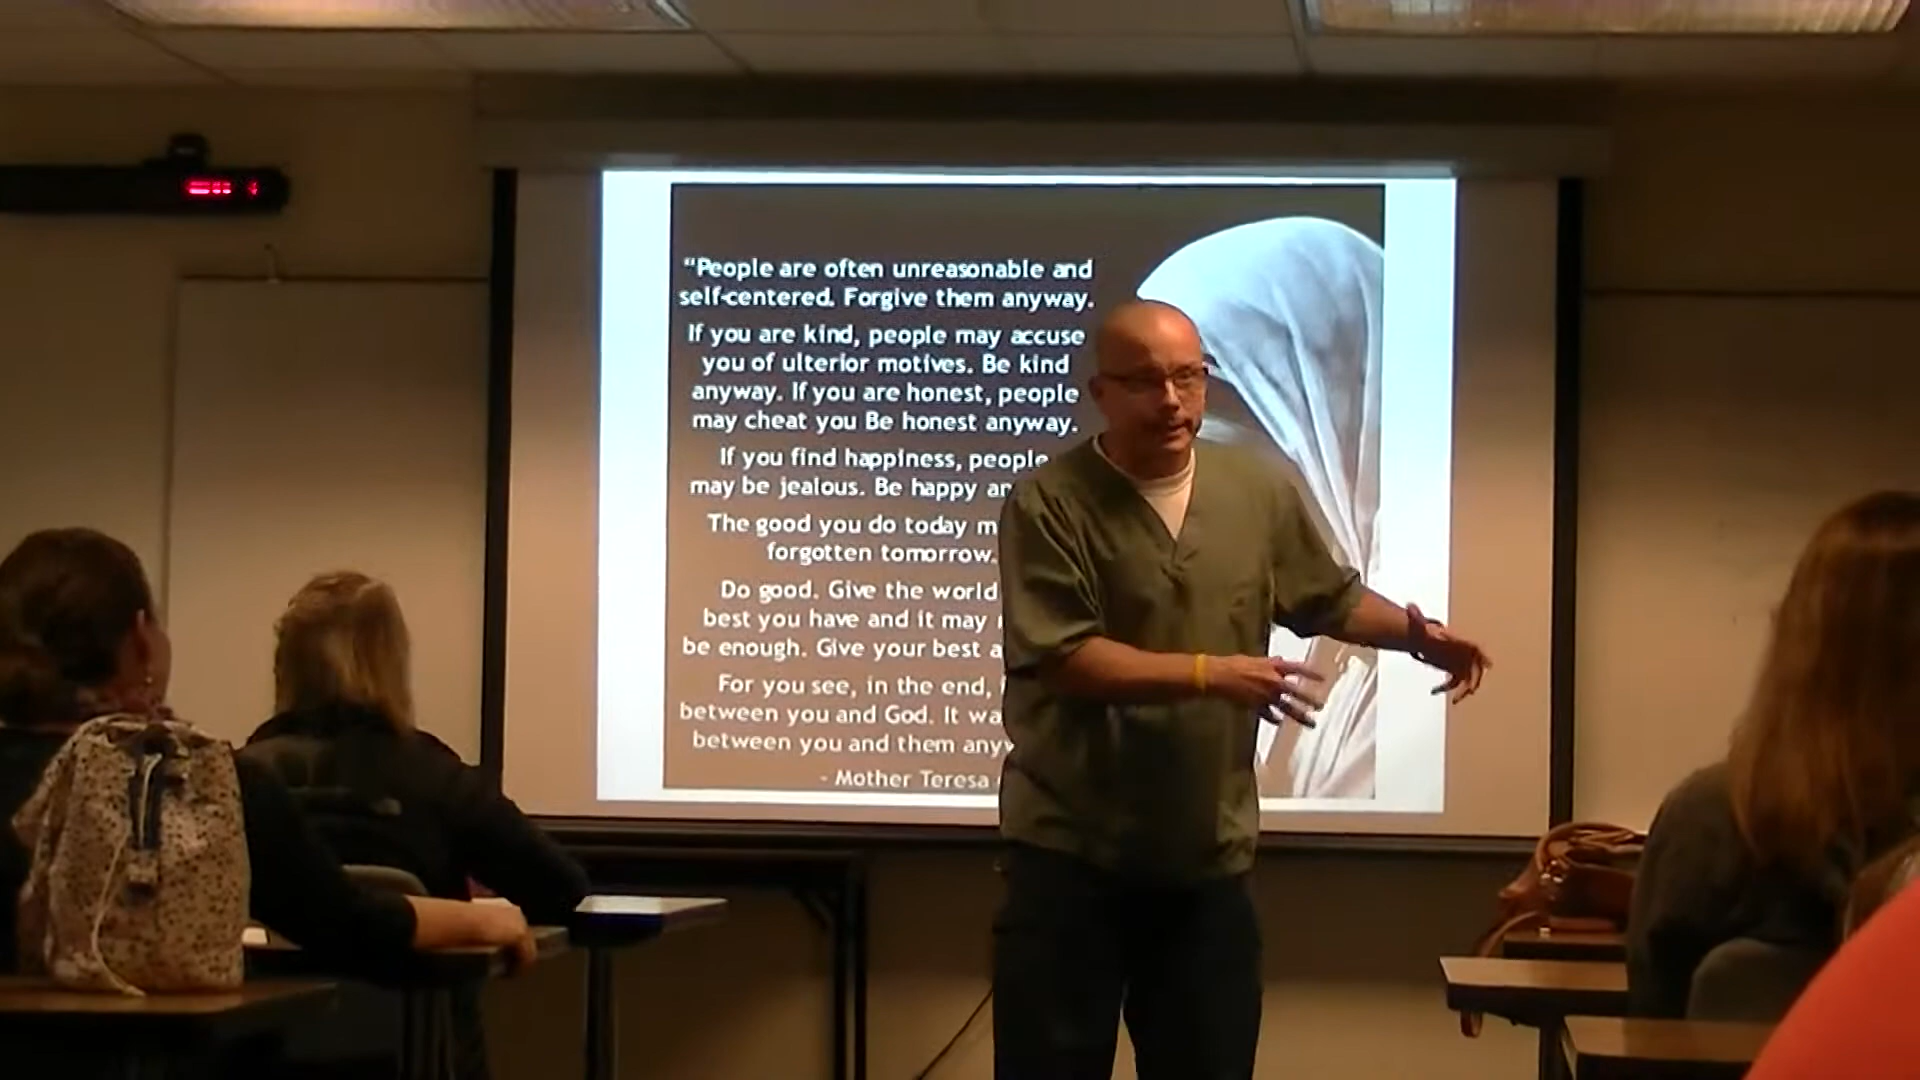 “People are often unreasonable and
self-centered. Forgive them anyway.
If you are kind, people may accuse
you of ulterior motives. Be kind
anyway. If you are honest, people
may cheat you Be honest anyway.
If you find happiness, people
may be jealous. Be happy
The good you do today
forgotten tomorrow.
Do good. Give the world
best you have and it may
be enough. Give your best
For you see, in the end,
between you and God. It
between you and them
- Mother Teresa